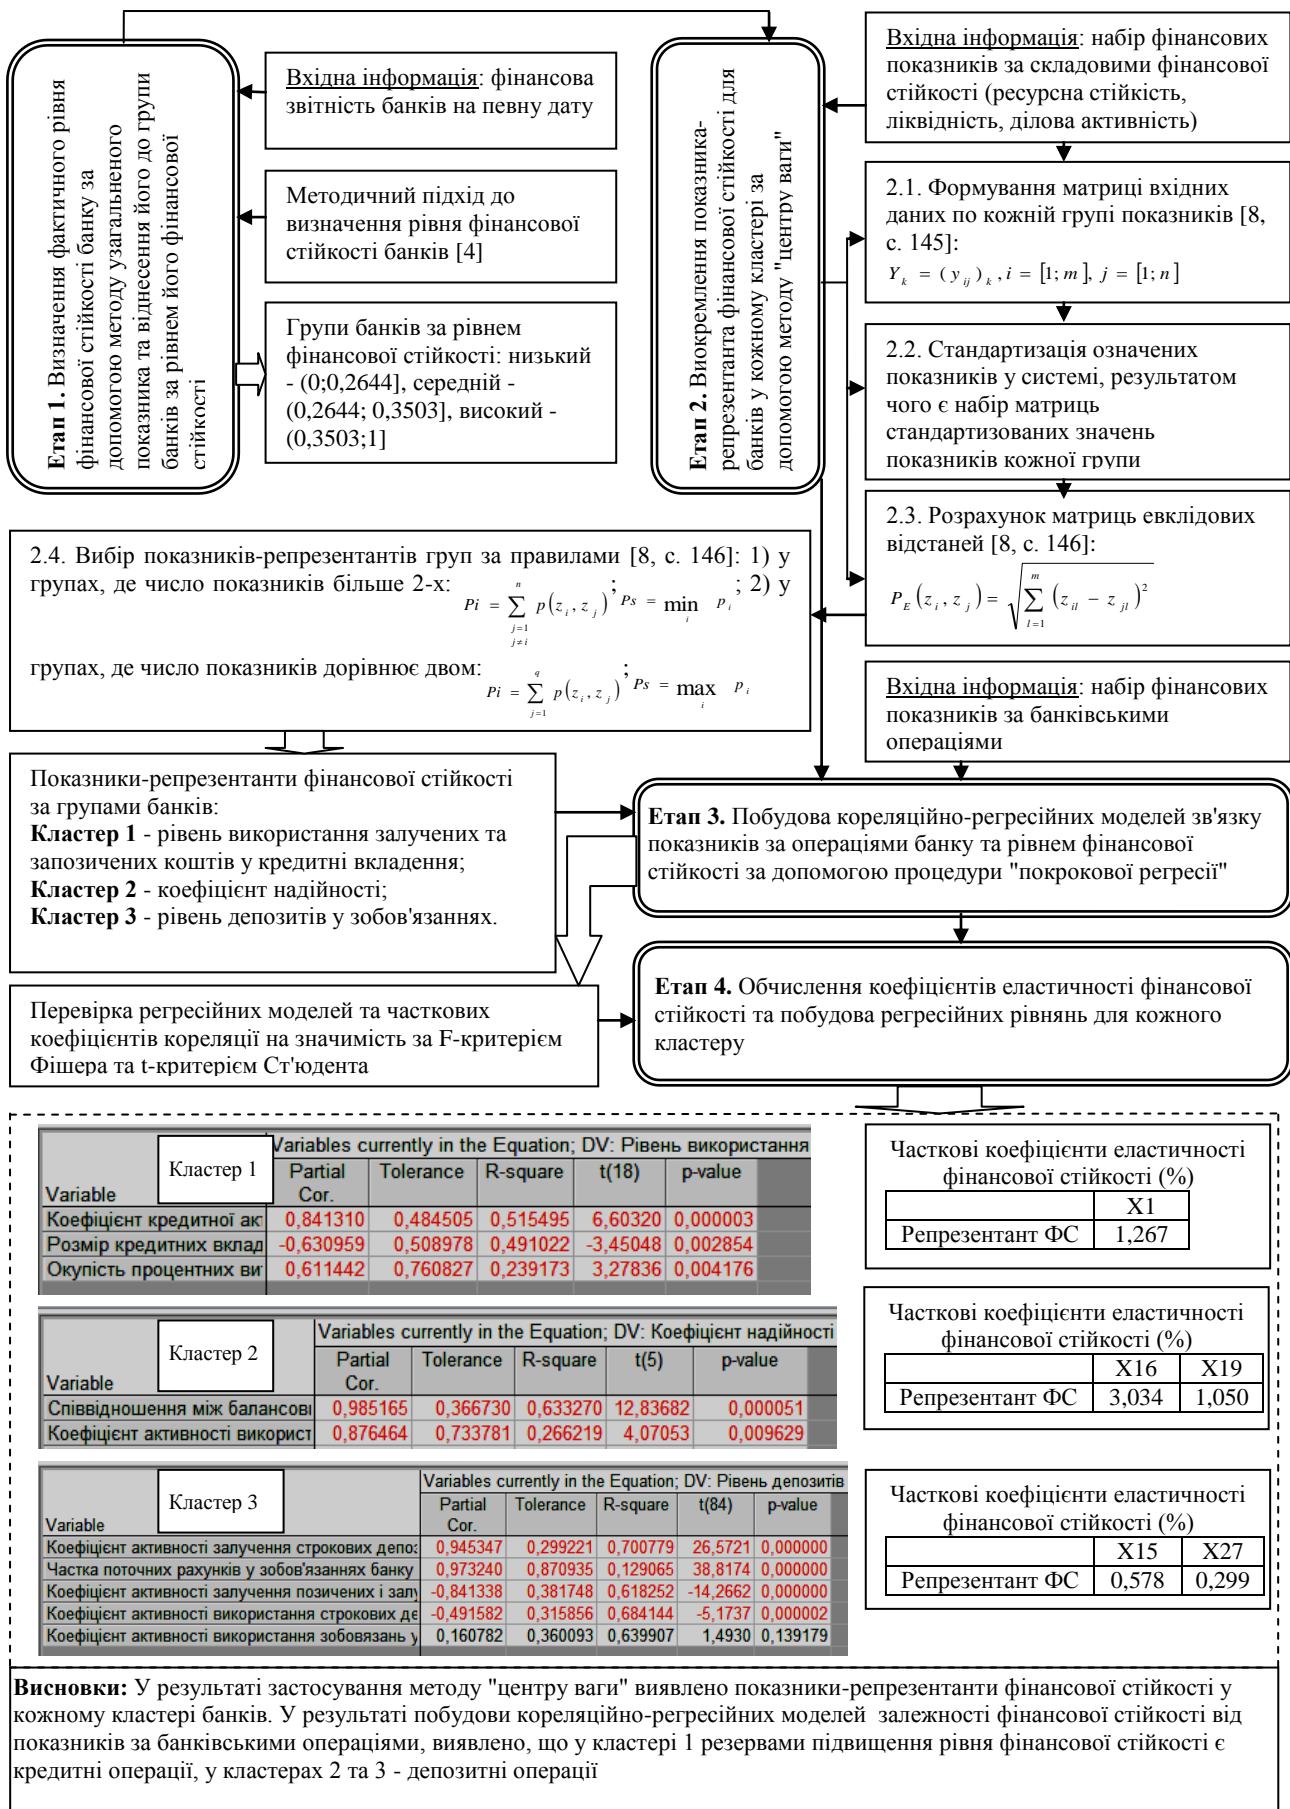 Етап 1. Визначення фактичного рівня
фінансової стійкості банку за
допомогою методу узагальненого
показника та віднесення його до групи
банків за рівнем його фінансової
стійкості
Вхідна інформація: фінансова
звітність банків на певну дату
Методичний підхід до
визначення рівня фінансової
стійкості банків [4]
Групи банків за рівнем
фінансової стійкості: низький
- (0;0,2644], середній -
(0,2644; 0,3503], високий -
(0,3503;1]
Етап 2. Виокремлення показника-
репрезентанта фінансової стійкості для
банків у кожному кластері за
допомогою методу "центру ваги"
Вхідна інформація: набір фінансових
показників за складовими фінансової
стійкості (ресурсна стійкість,
ліквідність, ділова активність)
2.1. Формування матриці вхідних
даних по кожній групі показників [8,
с. 145]:
Y_k = (y_ij)_k, i = [1; m], j = [1; n]
2.2. Стандартизація означених
показників у системі, результатом
чого є набір матриць
стандартизованих значень
показників кожної групи
2.3. Розрахунок матриць евклідових
відстаней [8, с. 146]:
P_E(z_i, z_j) = √(∑_{l=1}^{m} (z_il − z_jl)^2)
2.4. Вибір показників-репрезентантів груп за правилами [8, с. 146]: 1) у
групах, де число показників більше 2-х: Pi = ∑_{j=1, j≠i}^{n} p(z_i, z_j); Ps = min_i p_i; 2) у
групах, де число показників дорівнює двом: Pi = ∑_{j=1}^{q} p(z_i, z_j); Ps = max_i p_i
Вхідна інформація: набір фінансових
показників за банківськими
операціями
Показники-репрезентанти фінансової стійкості
за групами банків:
Кластер 1 - рівень використання залучених та
запозичених коштів у кредитні вкладення;
Кластер 2 - коефіцієнт надійності;
Кластер 3 - рівень депозитів у зобов'язаннях.
Етап 3. Побудова кореляційно-регресійних моделей зв'язку
показників за операціями банку та рівнем фінансової
стійкості за допомогою процедури "покрокової регресії"
Перевірка регресійних моделей та часткових
коефіцієнтів кореляції на значимість за F-критерієм
Фішера та t-критерієм Ст'юдента
Етап 4. Обчислення коефіцієнтів еластичності фінансової
стійкості та побудова регресійних рівнянь для кожного
кластеру
Кластер 1
Variables currently in the Equation; DV: Рівень використання
Variable Partial Cor. Tolerance R-square t(18) p-value
Коефіцієнт кредитної акт 0,841310 0,484505 0,515495 6,60320 0,000003
Розмір кредитних вклад -0,630959 0,508978 0,491022 -3,45048 0,002854
Окупість процентних ви 0,611442 0,760827 0,239173 3,27836 0,004176
Часткові коефіцієнти еластичності
фінансової стійкості (%)
X1
Репрезентант ФС 1,267
Кластер 2
Variables currently in the Equation; DV: Коефіцієнт надійності
Variable Partial Cor. Tolerance R-square t(5) p-value
Співвідношення між балансові 0,985165 0,366730 0,633270 12,83682 0,000051
Коефіцієнт активності використ 0,876464 0,733781 0,266219 4,07053 0,009629
Часткові коефіцієнти еластичності
фінансової стійкості (%)
X16 X19
Репрезентант ФС 3,034 1,050
Кластер 3
Variables currently in the Equation; DV: Рівень депозитів
Variable Partial Cor. Tolerance R-square t(84) p-value
Коефіцієнт активності залучення строкових депоз 0,945347 0,299221 0,700779 26,5721 0,000000
Частка поточних рахунків у зобов'язаннях банку 0,973240 0,870935 0,129065 38,8174 0,000000
Коефіцієнт активності залучення позичених і залу -0,841338 0,381748 0,618252 -14,2662 0,000000
Коефіцієнт активності використання строкових де -0,491582 0,315856 0,684144 -5,1737 0,000002
Коефіцієнт активності використання зобовязань у 0,160782 0,360093 0,639907 1,4930 0,139179
Часткові коефіцієнти еластичності
фінансової стійкості (%)
X15 X27
Репрезентант ФС 0,578 0,299
Висновки: У результаті застосування методу "центру ваги" виявлено показники-репрезентанти фінансової стійкості у
кожному кластері банків. У результаті побудови кореляційно-регресійних моделей залежності фінансової стійкості від
показників за банківськими операціями, виявлено, що у кластері 1 резервами підвищення рівня фінансової стійкості є
кредитні операції, у кластерах 2 та 3 - депозитні операції